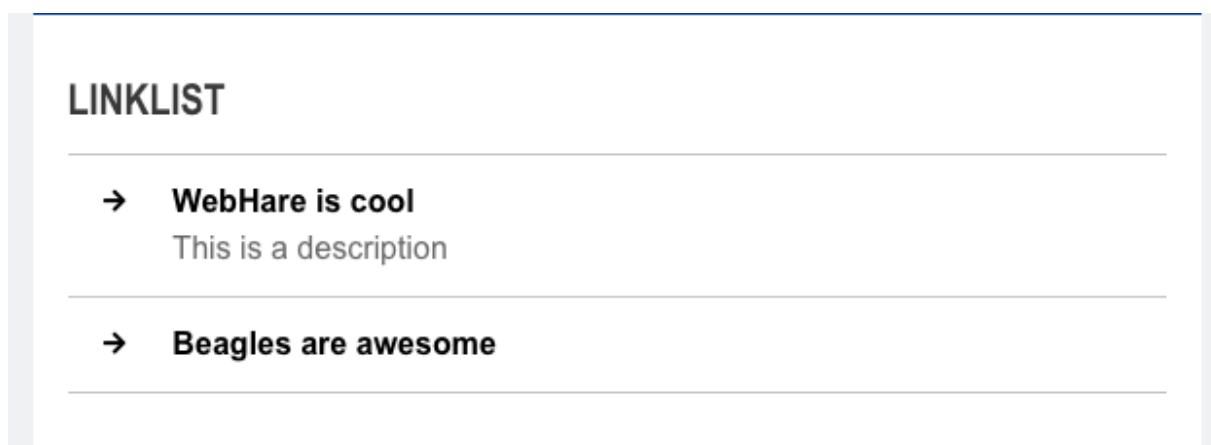 LINKLIST
WebHare is cool
This is a description
Beagles are awesome